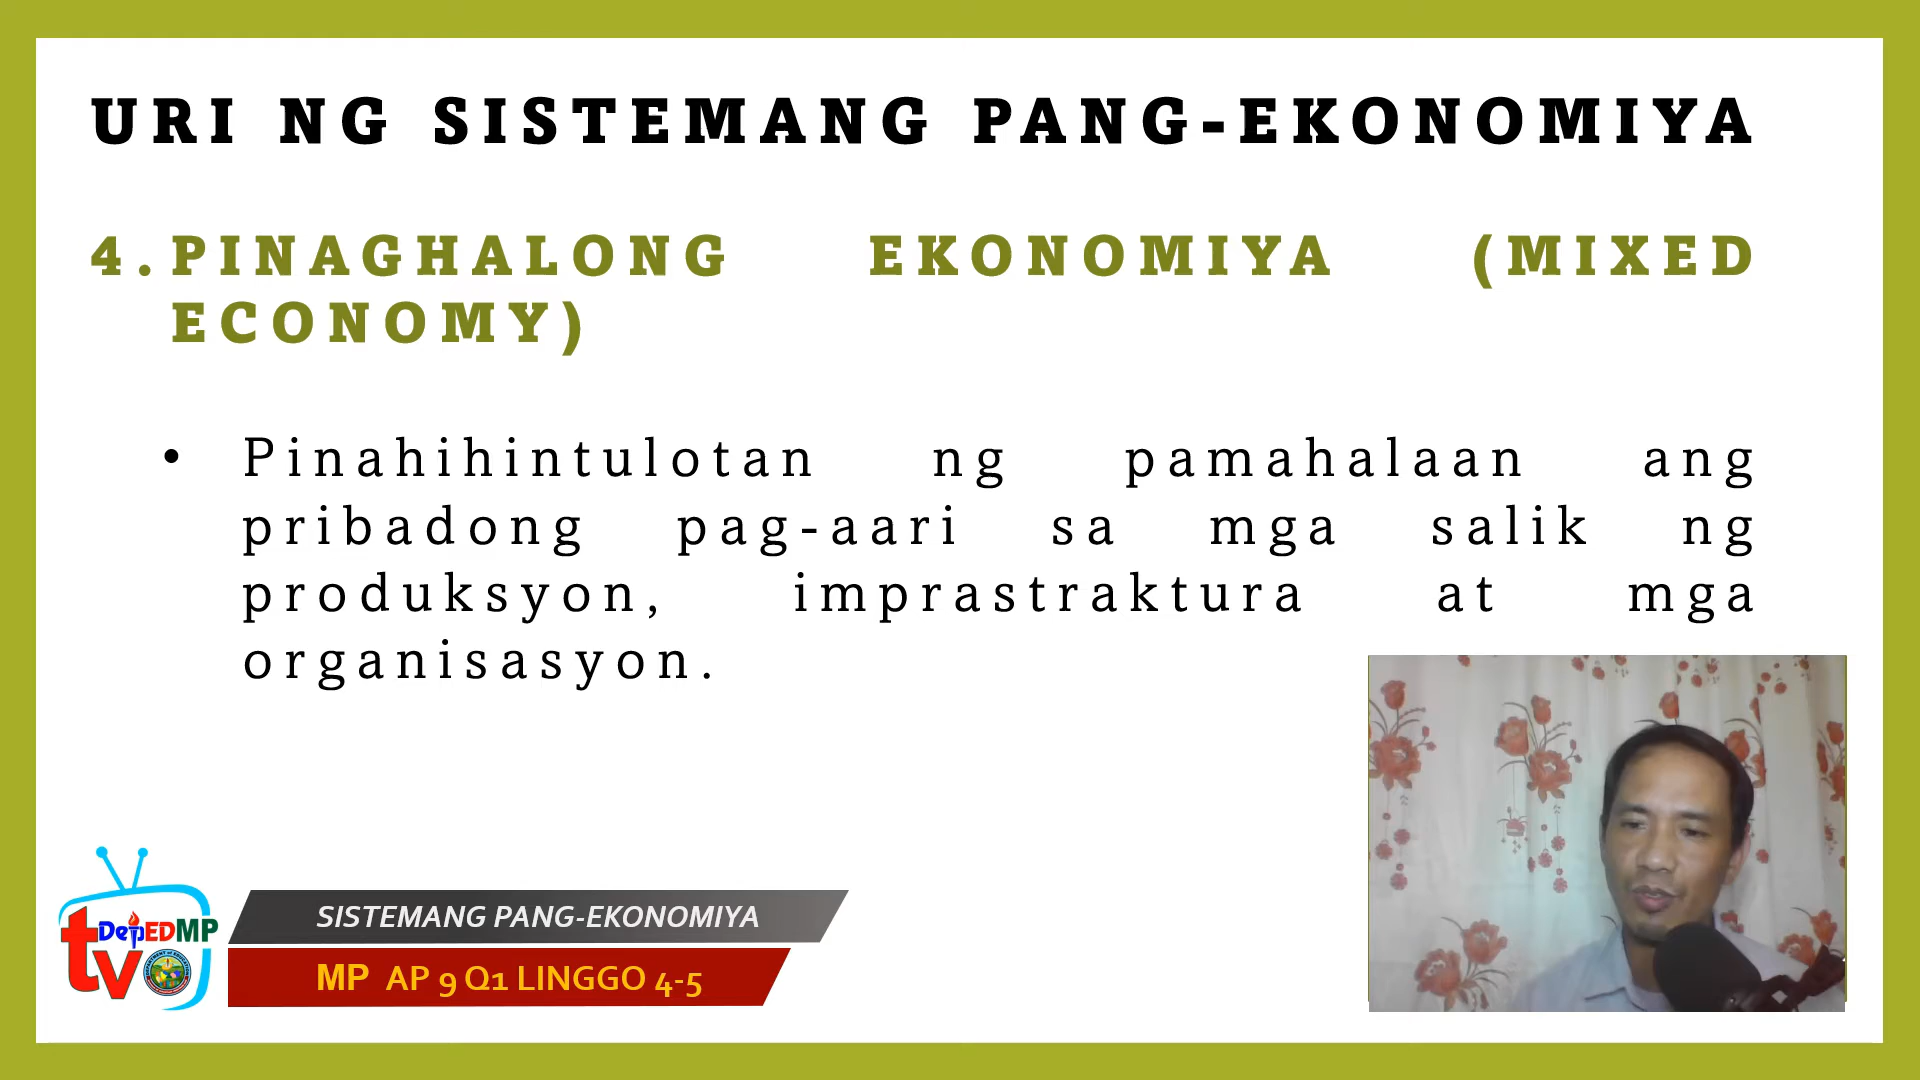 URI NG SISTEMANG PANG-EKONOMIYA
4. PINAGHALONG EKONOMIYA (MIXED
ECONOMY)
• Pinahihintulotan ng pamahalaan ang
pribadong pag-aari sa mga salik ng
produksyon, imprastraktura at mga
organisasyon.
tv DepEDMP
SISTEMANG PANG-EKONOMIYA
MP AP 9 Q1 LINGGO 4-5